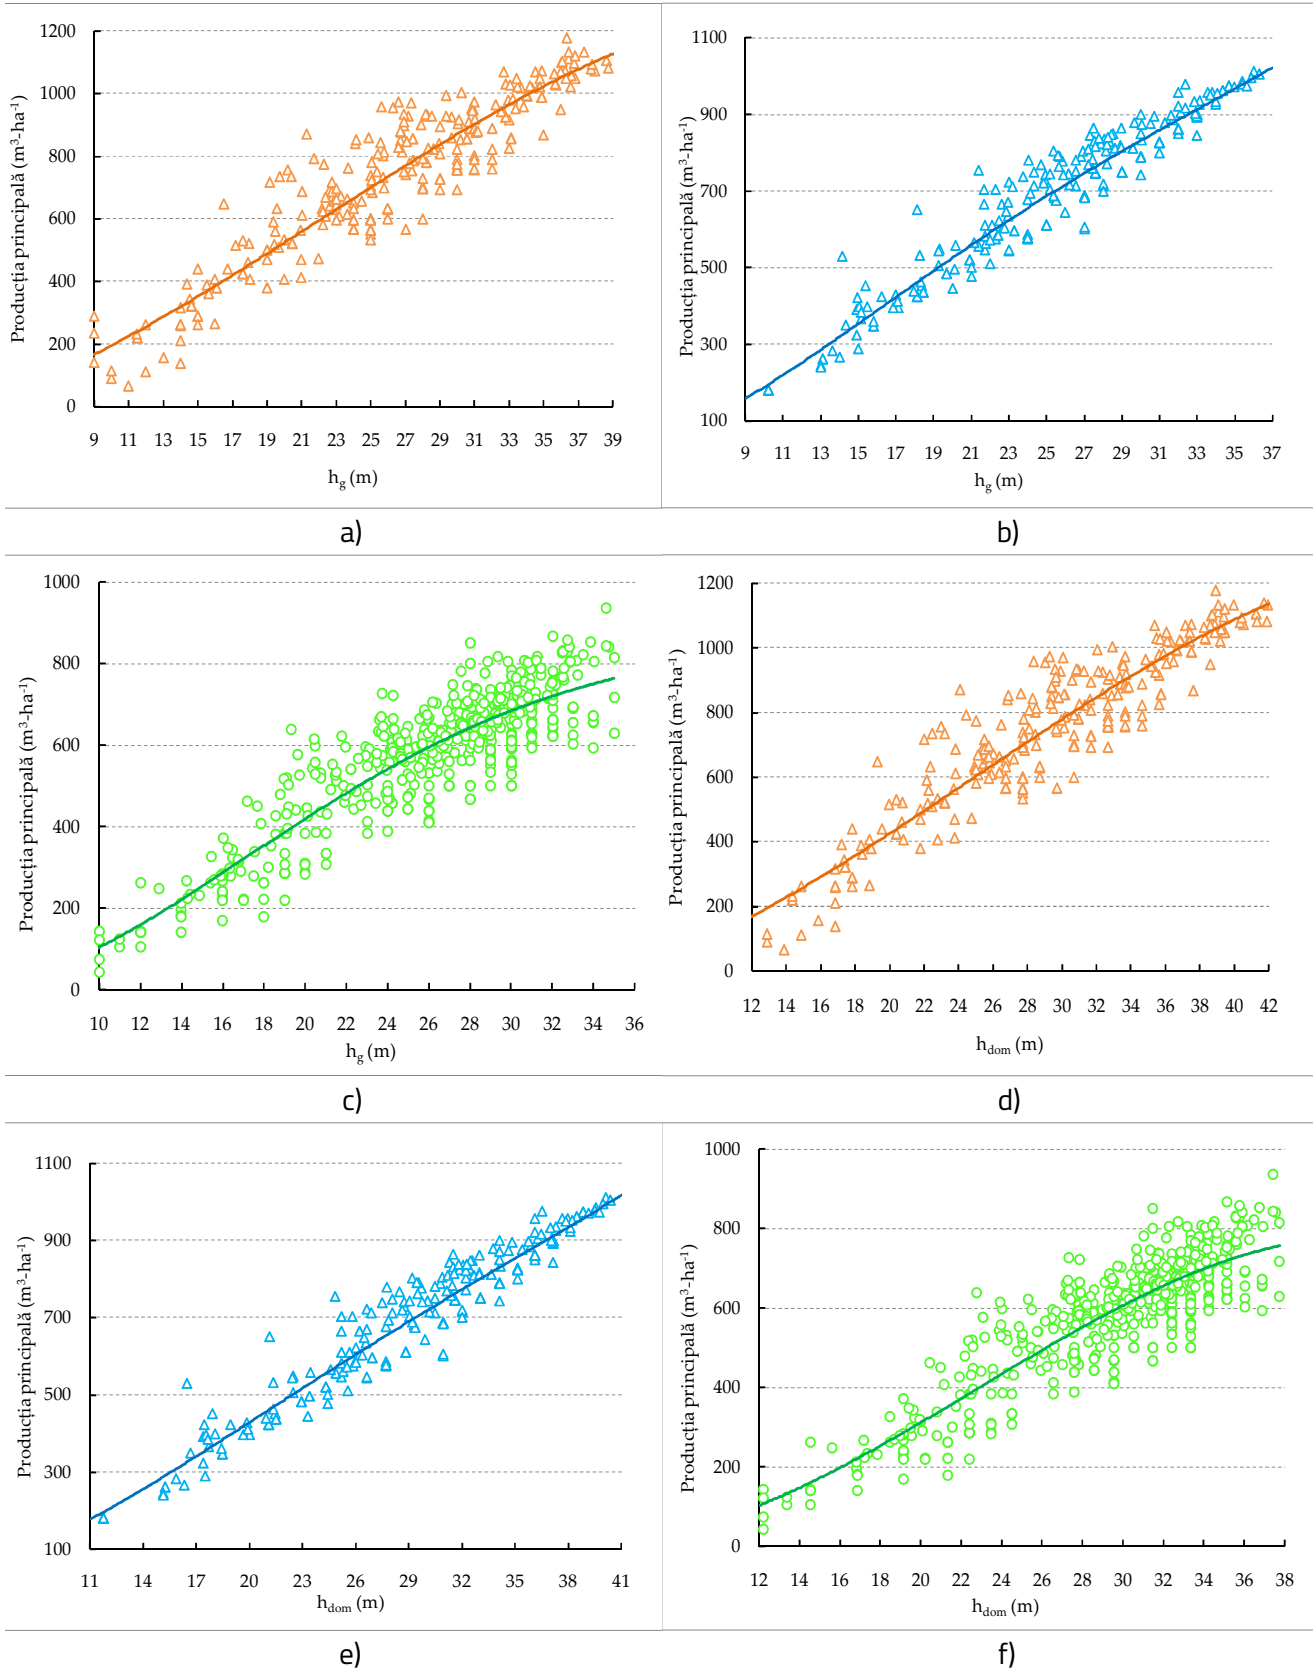 Producția principală (m³-ha⁻¹)
1200
1000
800
600
400
200
0
9 11 13 15 17 19 21 23 25 27 29 31 33 35 37 39
h_g (m)
a)
Producția principală (m³-ha⁻¹)
1100
900
700
500
300
100
9 11 13 15 17 19 21 23 25 27 29 31 33 35 37
h_g (m)
b)
Producția principală (m³-ha⁻¹)
1000
800
600
400
200
0
10 12 14 16 18 20 22 24 26 28 30 32 34 36
h_g (m)
c)
Producția principală (m³-ha⁻¹)
1200
1000
800
600
400
200
0
12 14 16 18 20 22 24 26 28 30 32 34 36 38 40 42
h_dom (m)
d)
Producția principală (m³-ha⁻¹)
1100
900
700
500
300
100
11 14 17 20 23 26 29 32 35 38 41
h_dom (m)
e)
Producția principală (m³-ha⁻¹)
1000
800
600
400
200
0
12 14 16 18 20 22 24 26 28 30 32 34 36 38
h_dom (m)
f)